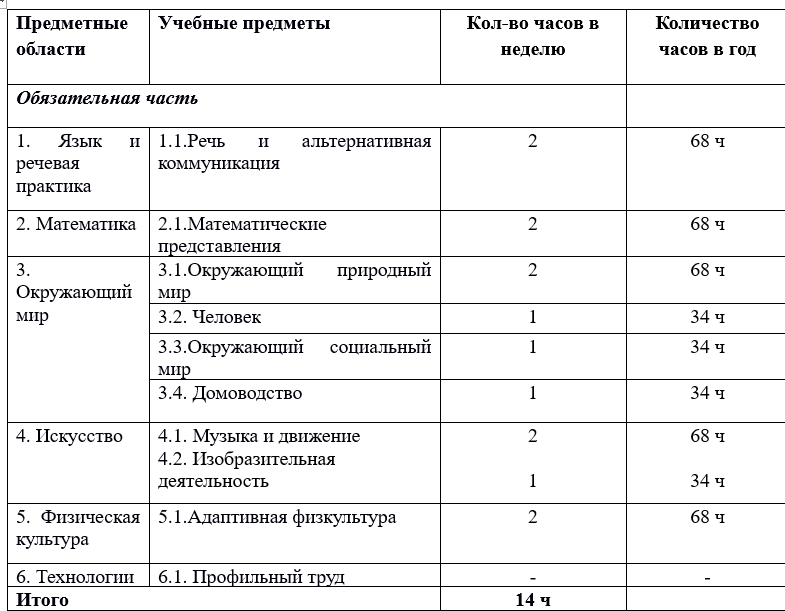 Предметные области Учебные предметы Кол-во часов в неделю Количество часов в год
Обязательная часть
1. Язык и речевая практика 1.1.Речь и альтернативная коммуникация 2 68 ч
2. Математика 2.1.Математические представления 2 68 ч
3. Окружающий мир 3.1.Окружающий природный мир 2 68 ч
3.2. Человек 1 34 ч
3.3.Окружающий социальный мир 1 34 ч
3.4. Домоводство 1 34 ч
4. Искусство 4.1. Музыка и движение 2 68 ч
4.2. Изобразительная деятельность 1 34 ч
5. Физическая культура 5.1.Адаптивная физкультура 2 68 ч
6. Технологии 6.1. Профильный труд - -
Итого 14 ч